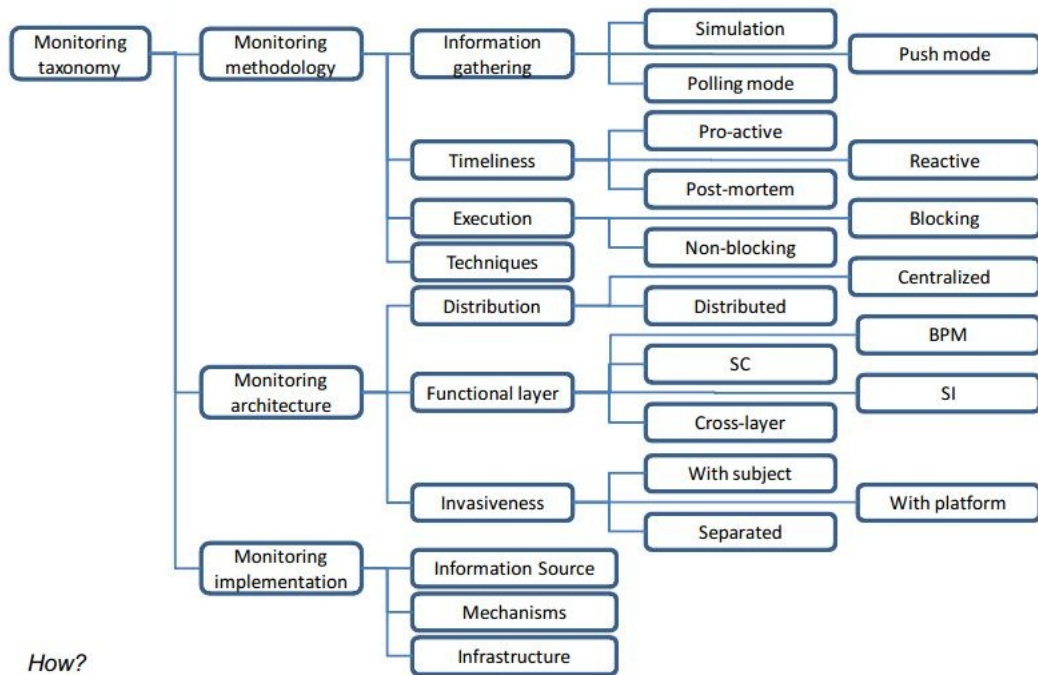 Monitoring
taxonomy
Monitoring
methodology
Information
gathering
Simulation
Push mode
Polling mode
Timeliness
Pro-active
Reactive
Post-mortem
Execution
Blocking
Non-blocking
Techniques
Monitoring
architecture
Distribution
Centralized
Distributed
Functional layer
BPM
SC
SI
Cross-layer
Invasiveness
With subject
With platform
Separated
Monitoring
implementation
Information Source
Mechanisms
Infrastructure
How?